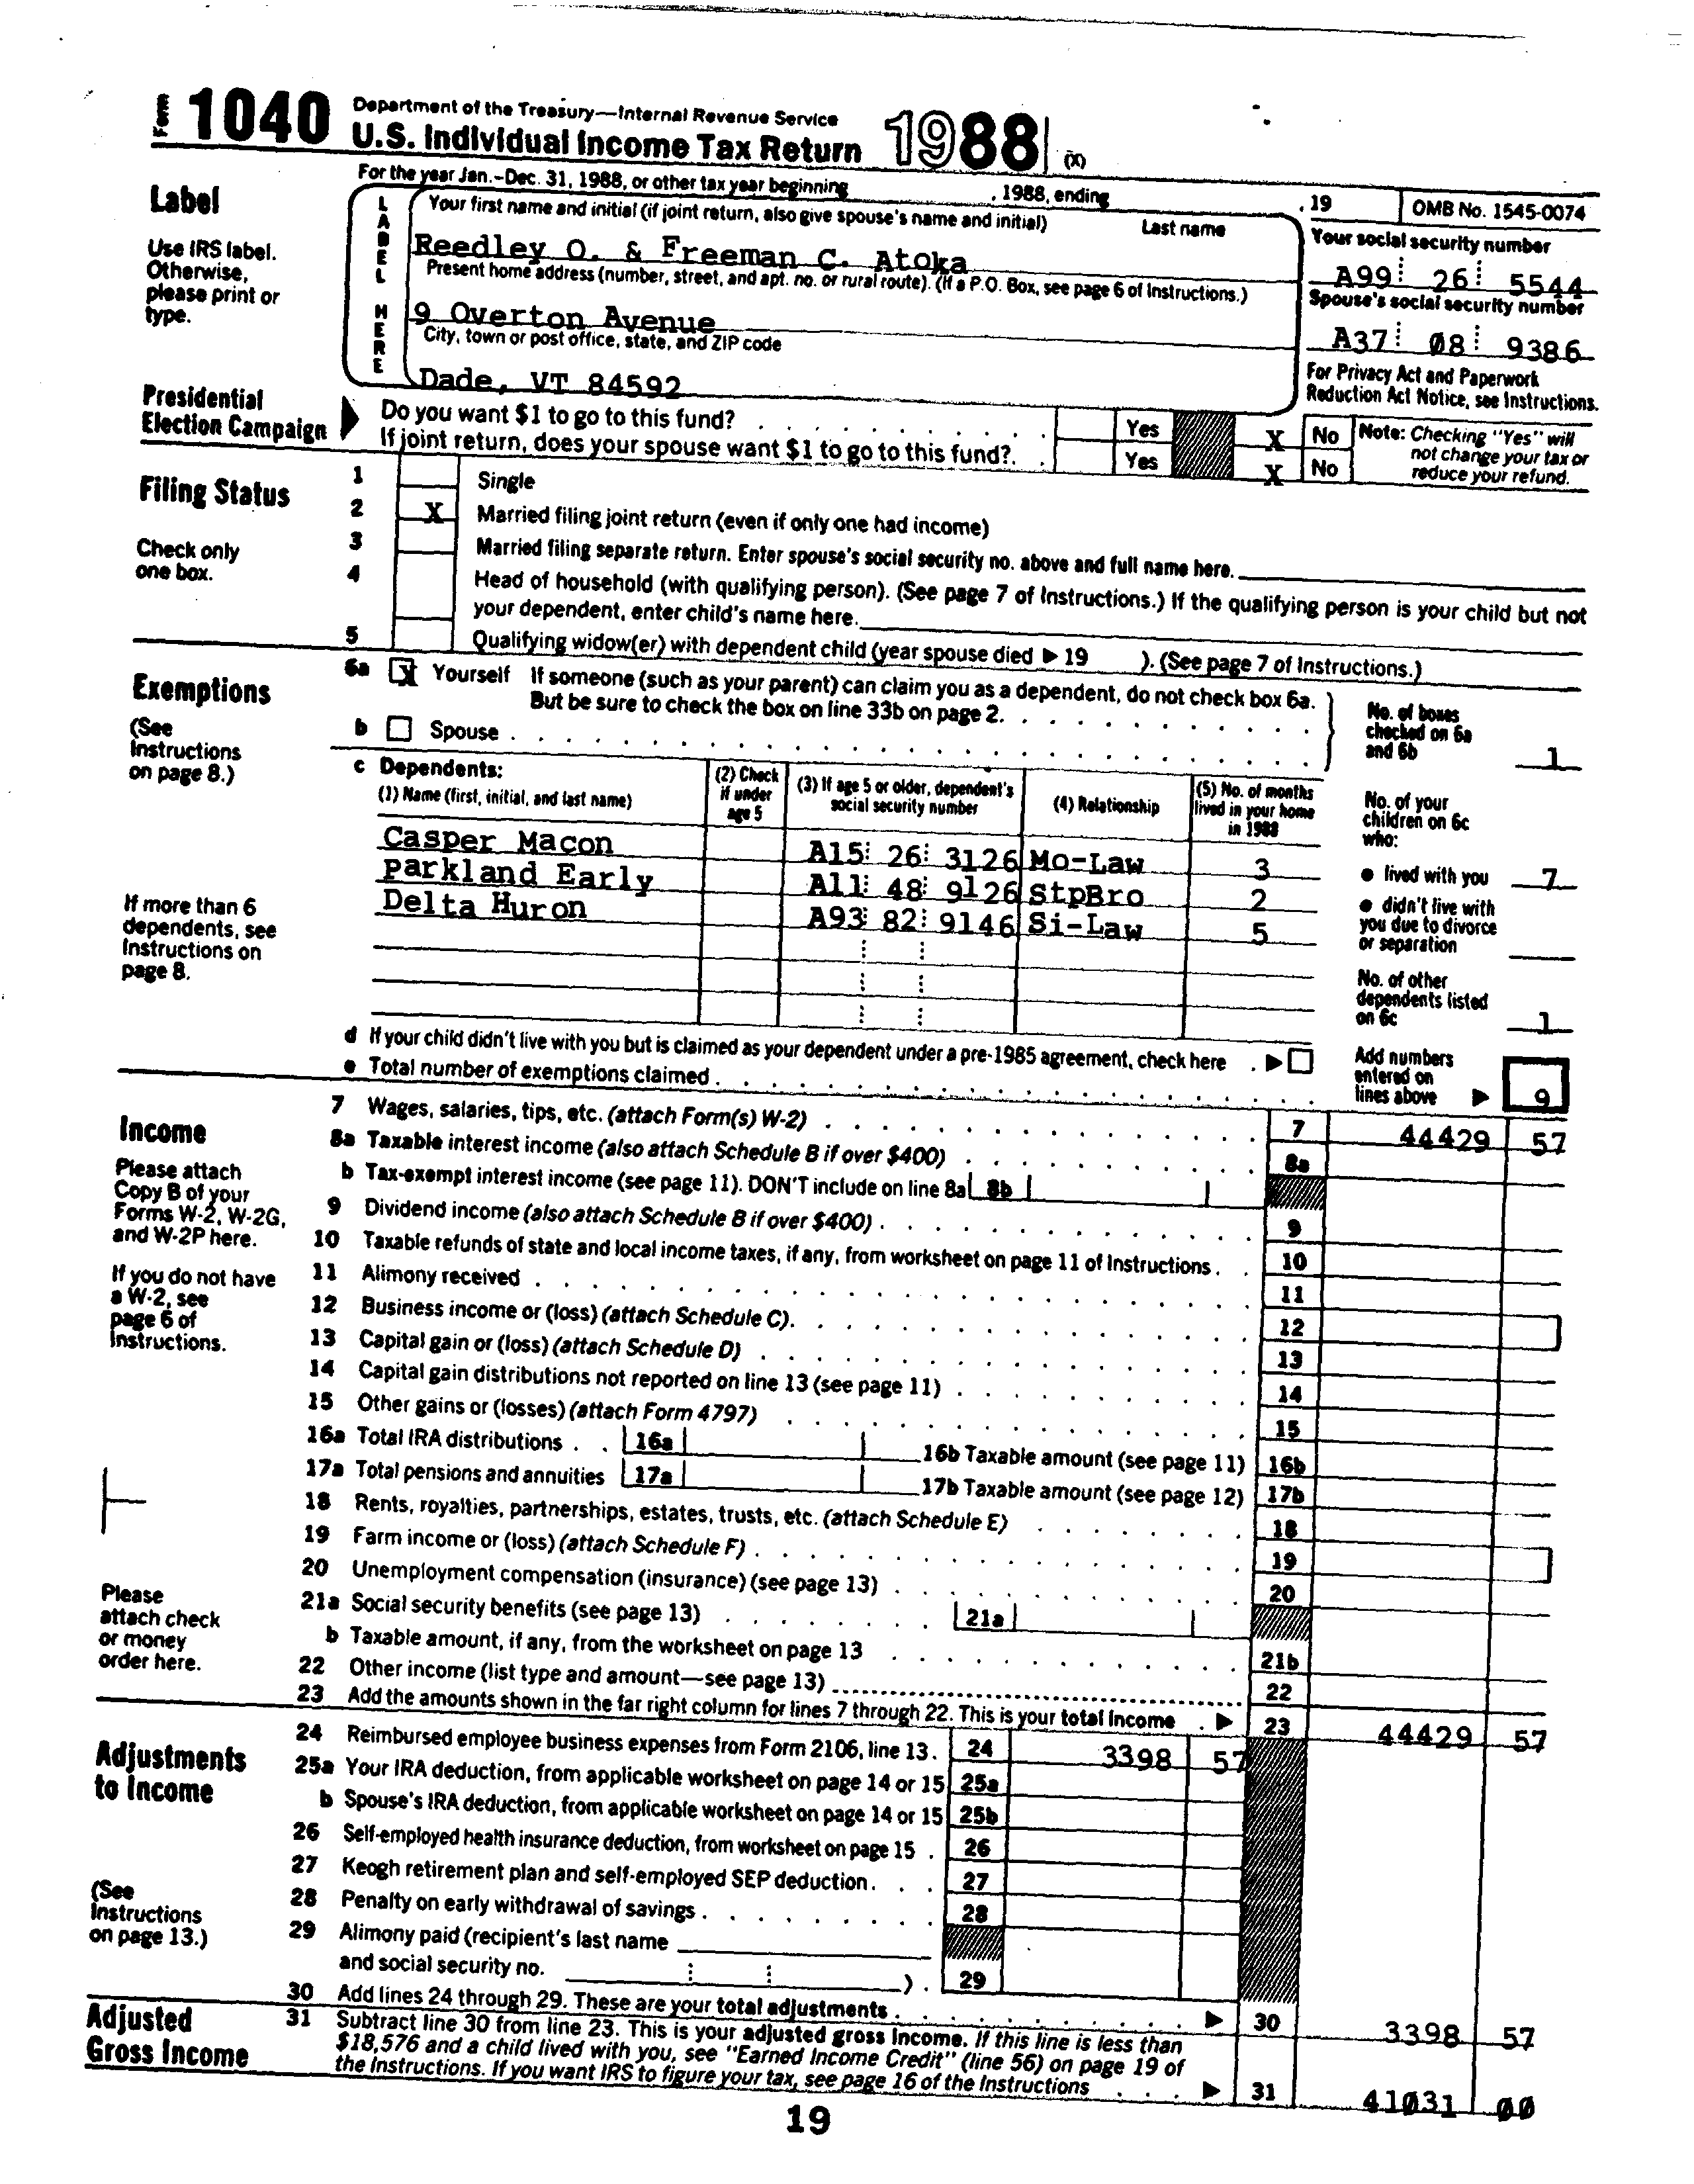 Form 1040 Department of the Treasury—Internal Revenue Service
U.S. Individual Income Tax Return 1988 (X)
For the year Jan.–Dec. 31, 1988, or other tax year beginning , 1988, ending , 19 OMB No. 1545-0074
Label
Use IRS label.
Otherwise,
please print or
type.
LABEL HERE
Your first name and initial (if joint return, also give spouse's name and initial) Last name
Reedley O. & Freeman C. Atoka
Present home address (number, street, and apt. no. or rural route). (If a P.O. Box, see page 6 of Instructions.)
9 Overton Avenue
City, town or post office, state, and ZIP code
Dade, VT 84592
Your social security number
A99 26 5544
Spouse's social security number
A37 08 9386
For Privacy Act and Paperwork
Reduction Act Notice, see Instructions.
Presidential
Election Campaign
Do you want $1 to go to this fund? Yes X No
If joint return, does your spouse want $1 to go to this fund?. Yes X No
Note: Checking "Yes" will
not change your tax or
reduce your refund.
Filing Status
Check only
one box.
1 Single
2 X Married filing joint return (even if only one had income)
3 Married filing separate return. Enter spouse's social security no. above and full name here.
4 Head of household (with qualifying person). (See page 7 of Instructions.) If the qualifying person is your child but not
your dependent, enter child's name here.
5 Qualifying widow(er) with dependent child (year spouse died ▶ 19 ). (See page 7 of Instructions.)
Exemptions
(See
Instructions
on page 8.)
If more than 6
dependents, see
Instructions on
page 8.
6a X Yourself If someone (such as your parent) can claim you as a dependent, do not check box 6a.
But be sure to check the box on line 33b on page 2.
b Spouse
No. of boxes
checked on 6a
and 6b 1
c Dependents:
(1) Name (first, initial, and last name)
(2) Check
if under
age 5
(3) If age 5 or older, dependent's
social security number
(4) Relationship
(5) No. of months
lived in your home
in 1988
Casper Macon A15 26 3126 Mo-Law 3
Parkland Early A11 48 9126 StpBro 2
Delta Huron A93 82 9146 Si-Law 5
No. of your
children on 6c
who:
● lived with you 7
● didn't live with
you due to divorce
or separation
No. of other
dependents listed
on 6c 1
d If your child didn't live with you but is claimed as your dependent under a pre-1985 agreement, check here ▶
e Total number of exemptions claimed
Add numbers
entered on
lines above ▶ 9
Income
Please attach
Copy B of your
Forms W-2, W-2G,
and W-2P here.
If you do not have
a W-2, see
page 6 of
Instructions.
Please
attach check
or money
order here.
7 Wages, salaries, tips, etc. (attach Form(s) W-2) 7 44429 57
8a Taxable interest income (also attach Schedule B if over $400) 8a
b Tax-exempt interest income (see page 11). DON'T include on line 8a 8b
9 Dividend income (also attach Schedule B if over $400) 9
10 Taxable refunds of state and local income taxes, if any, from worksheet on page 11 of Instructions 10
11 Alimony received 11
12 Business income or (loss) (attach Schedule C) 12
13 Capital gain or (loss) (attach Schedule D) 13
14 Capital gain distributions not reported on line 13 (see page 11) 14
15 Other gains or (losses) (attach Form 4797) 15
16a Total IRA distributions 16a 16b Taxable amount (see page 11) 16b
17a Total pensions and annuities 17a 17b Taxable amount (see page 12) 17b
18 Rents, royalties, partnerships, estates, trusts, etc. (attach Schedule E) 18
19 Farm income or (loss) (attach Schedule F) 19
20 Unemployment compensation (insurance) (see page 13) 20
21a Social security benefits (see page 13) 21a
b Taxable amount, if any, from the worksheet on page 13 21b
22 Other income (list type and amount—see page 13) 22
23 Add the amounts shown in the far right column for lines 7 through 22. This is your total income ▶ 23 44429 57
Adjustments
to Income
(See
Instructions
on page 13.)
24 Reimbursed employee business expenses from Form 2106, line 13. 24 3398 57
25a Your IRA deduction, from applicable worksheet on page 14 or 15 25a
b Spouse's IRA deduction, from applicable worksheet on page 14 or 15 25b
26 Self-employed health insurance deduction, from worksheet on page 15 26
27 Keogh retirement plan and self-employed SEP deduction 27
28 Penalty on early withdrawal of savings 28
29 Alimony paid (recipient's last name
and social security no. ) 29
30 Add lines 24 through 29. These are your total adjustments ▶ 30 3398 57
Adjusted
Gross Income
31 Subtract line 30 from line 23. This is your adjusted gross income. If this line is less than
$18,576 and a child lived with you, see "Earned Income Credit" (line 56) on page 19 of
the Instructions. If you want IRS to figure your tax, see page 16 of the Instructions ▶ 31 41031 00
19